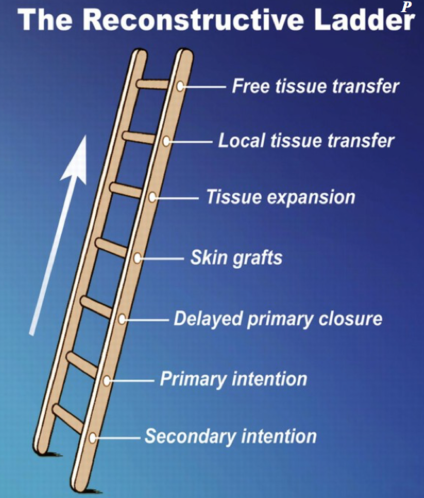 The Reconstructive Ladder
P
Free tissue transfer
Local tissue transfer
Tissue expansion
Skin grafts
Delayed primary closure
Primary intention
Secondary intention